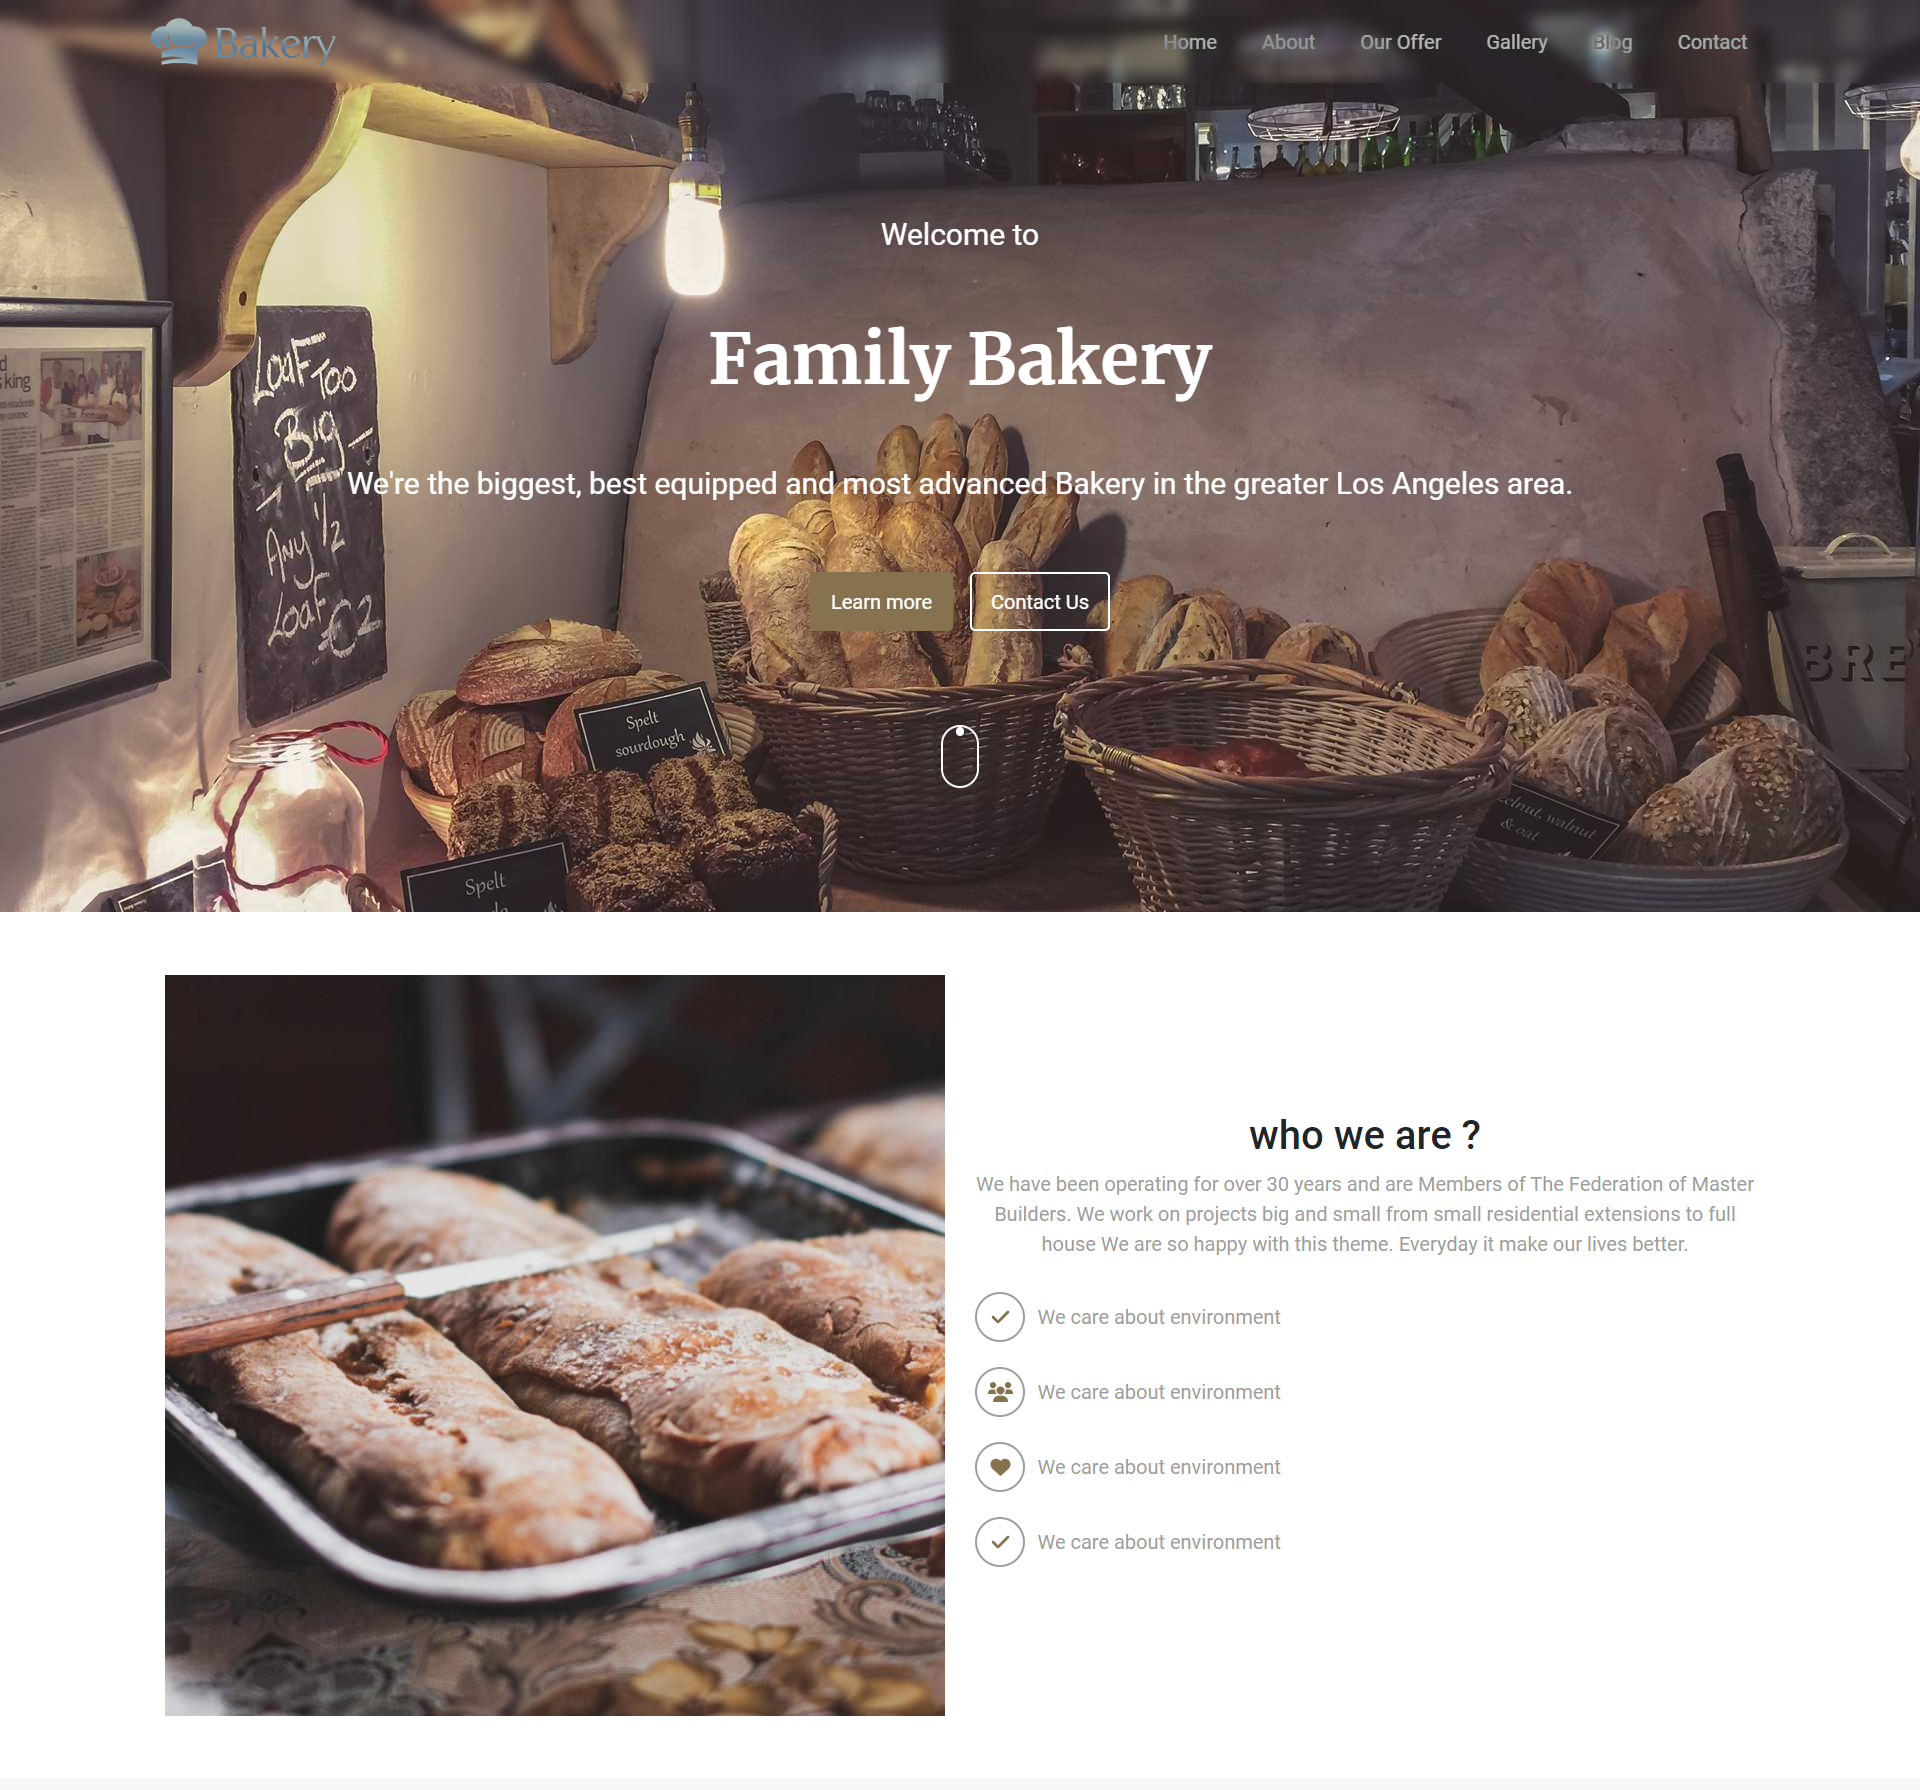 Bakery
Home About Our Offer Gallery Blog Contact
Welcome to
Family Bakery
We're the biggest, best equipped and most advanced Bakery in the greater Los Angeles area.
Learn more Contact Us
king
LOaF TOO
BIg
Any 1/2
Loaf €2
Spelt
sourdough
Spelt
walnut
& oat
BRE
who we are ?
We have been operating for over 30 years and are Members of The Federation of Master
Builders. We work on projects big and small from small residential extensions to full
house We are so happy with this theme. Everyday it make our lives better.
We care about environment
We care about environment
We care about environment
We care about environment